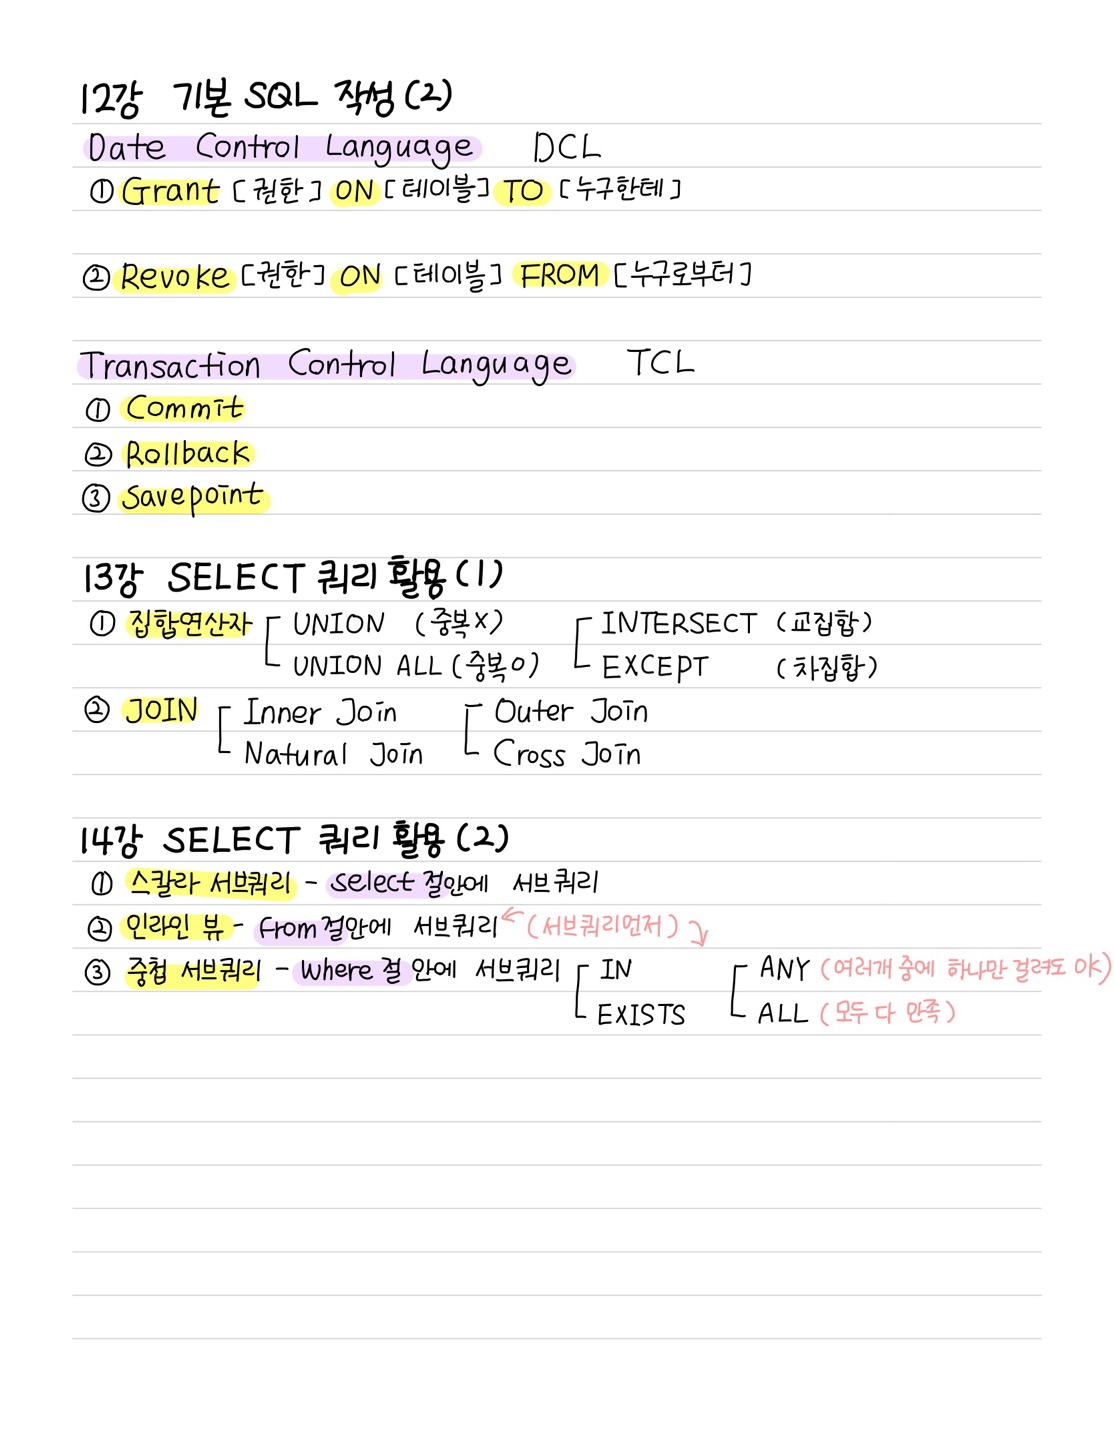 12강 기본 SQL 작성(2)
Date Control Language DCL
① Grant [권한] ON [테이블] TO [누구한테]
② Revoke [권한] ON [테이블] FROM [누구로부터]
Transaction Control Language TCL
① Commit
② Rollback
③ Savepoint
13강 SELECT 쿼리 활용(1)
① 집합연산자 UNION (중복X) INTERSECT (교집합)
UNION ALL (중복O) EXCEPT (차집합)
② JOIN Inner Join Outer Join
Natural Join Cross Join
14강 SELECT 쿼리 활용(2)
① 스칼라 서브쿼리 - select 절안에 서브쿼리
② 인라인 뷰 - From 절안에 서브쿼리 (서브쿼리먼저)
③ 중첩 서브쿼리 - Where 절 안에 서브쿼리 IN ANY (여러개 중에 하나만 걸려도 OK)
EXISTS ALL (모두 다 만족)